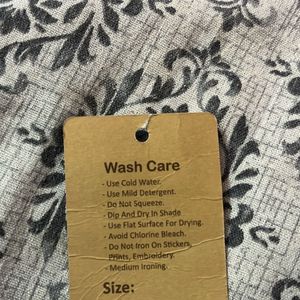 Wash Care
- Use Cold Water.
- Use Mild Detergent.
- Do Not Squeeze.
- Dip And Dry In Shade
- Use Flat Surface For Drying.
- Avoid Chlorine Bleach.
- Do Not Iron On Stickers,
Prints, Embroidery.
- Medium Ironing.
Size: